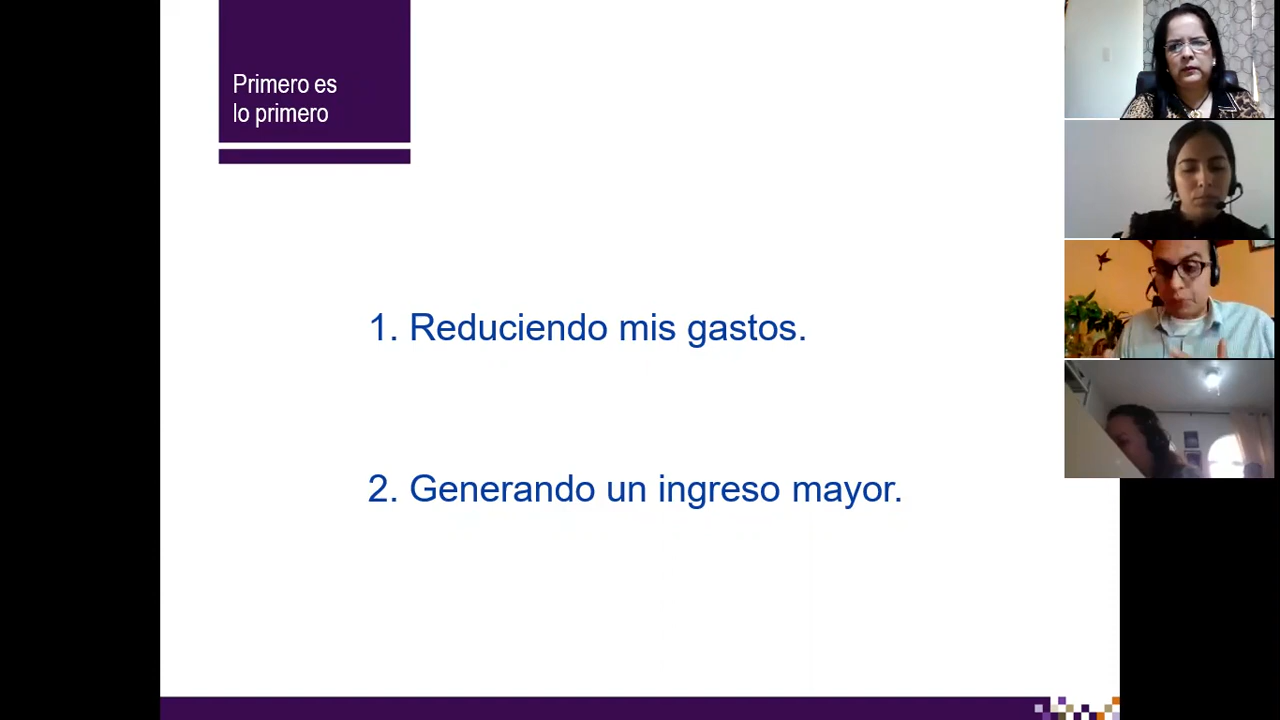 Primero es
lo primero
1. Reduciendo mis gastos.
2. Generando un ingreso mayor.